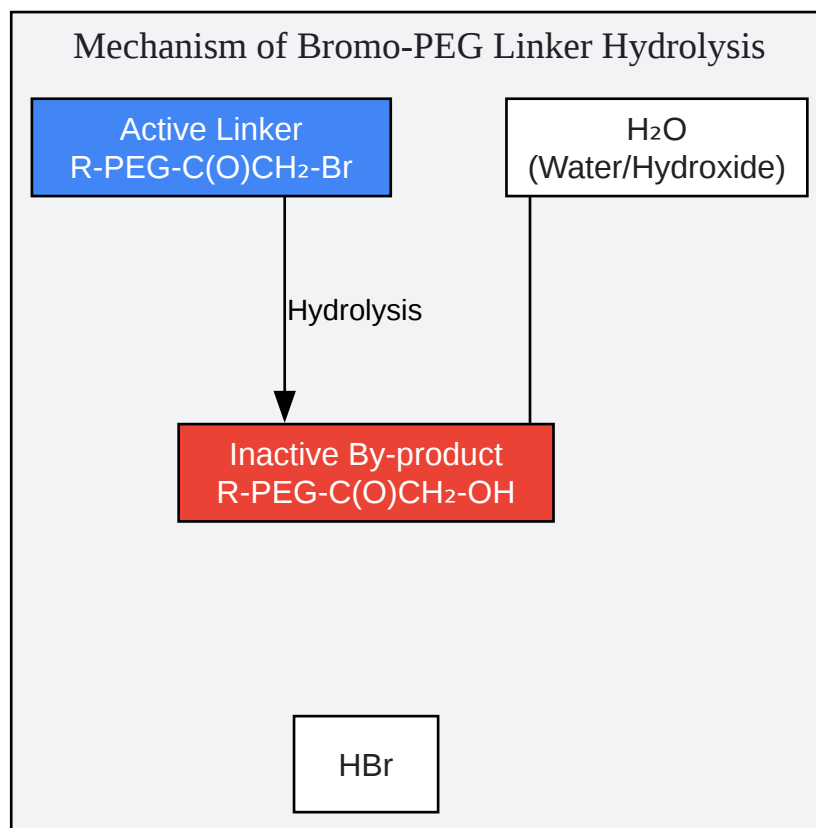 Mechanism of Bromo-PEG Linker Hydrolysis
Active Linker
R-PEG-C(O)CH₂-Br
H₂O
(Water/Hydroxide)
Hydrolysis
Inactive By-product
R-PEG-C(O)CH₂-OH
HBr